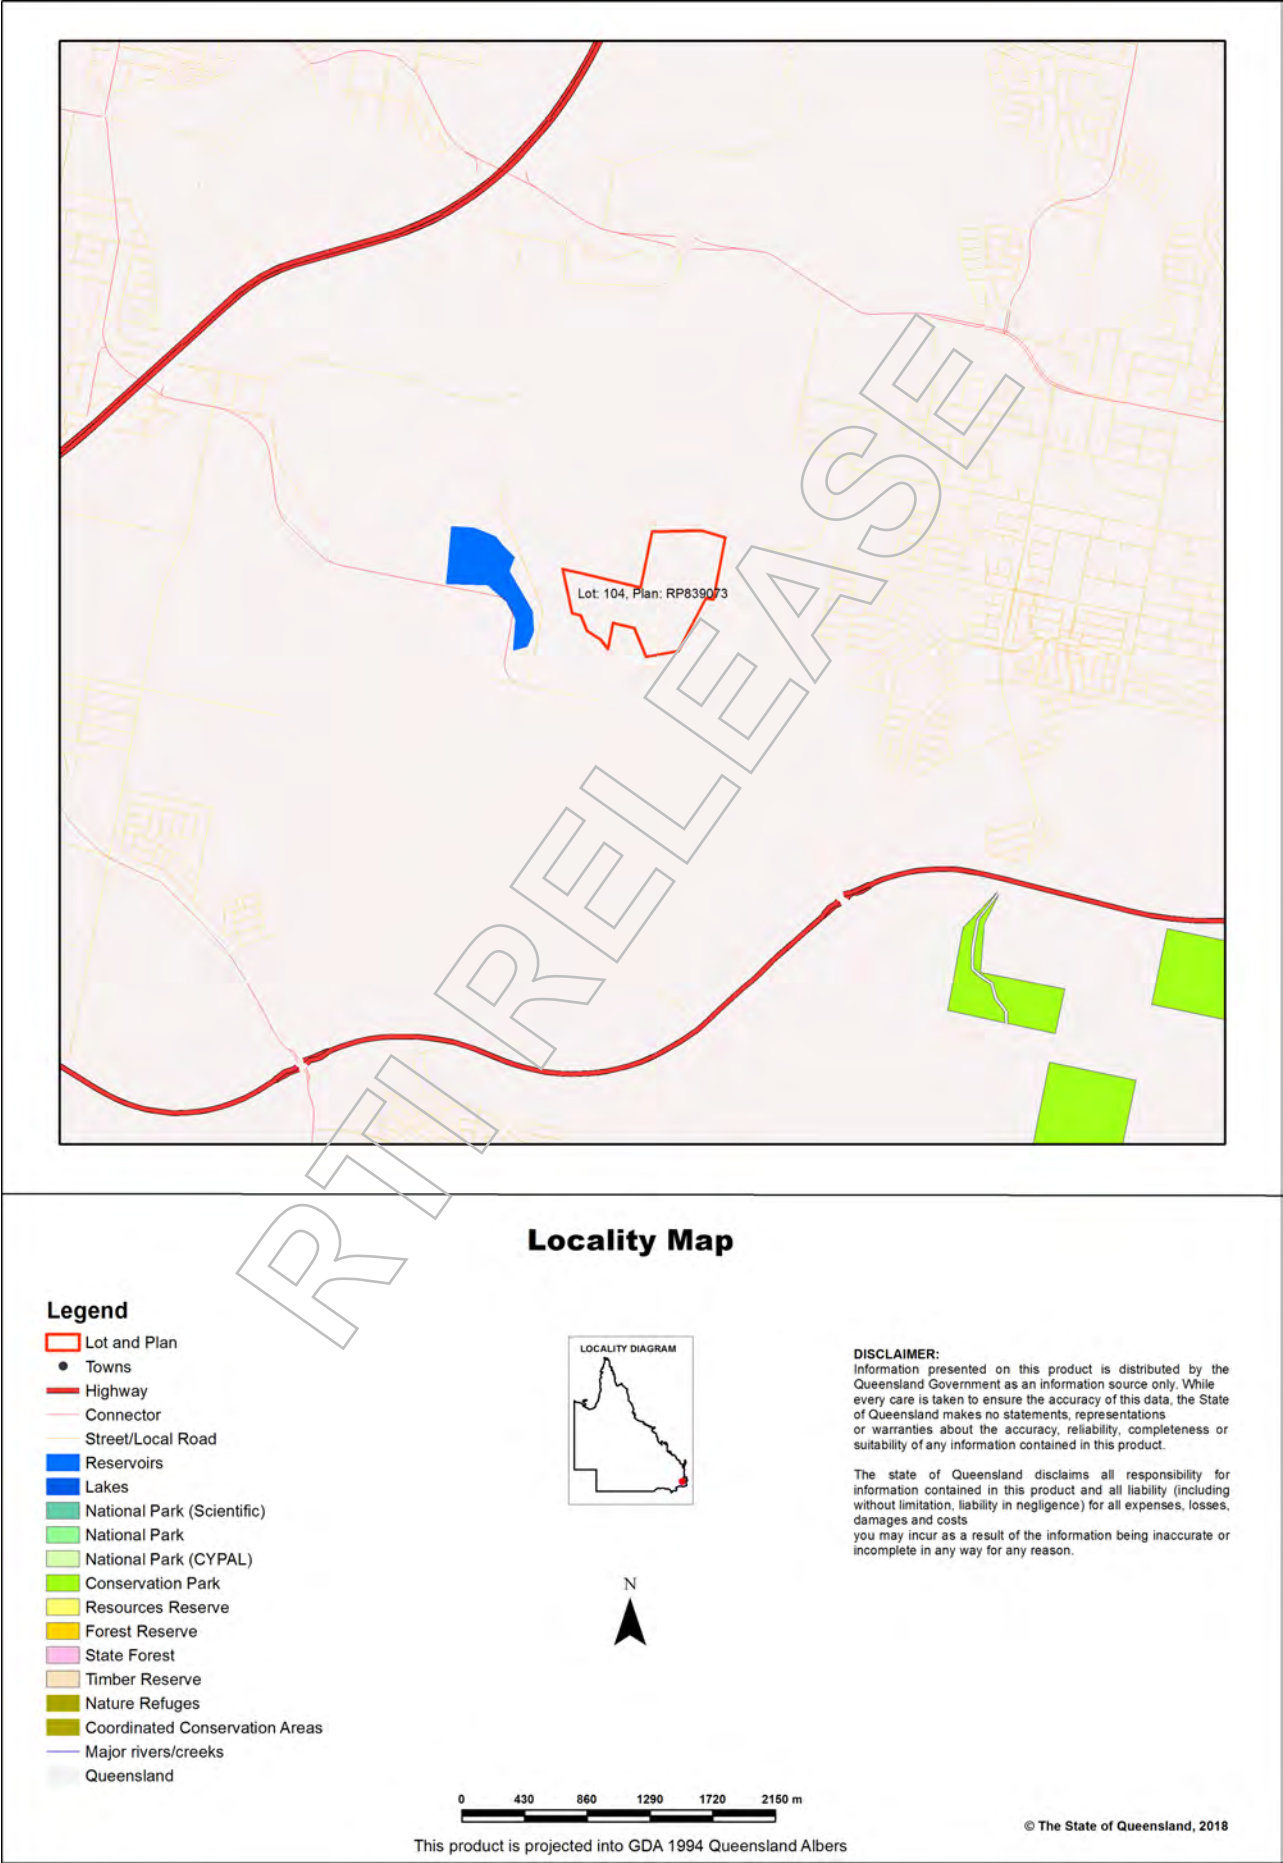 Lot: 104, Plan: RP839073
RTI RELEASE
Locality Map
Legend
Lot and Plan
Towns
Highway
Connector
Street/Local Road
Reservoirs
Lakes
National Park (Scientific)
National Park
National Park (CYPAL)
Conservation Park
Resources Reserve
Forest Reserve
State Forest
Timber Reserve
Nature Refuges
Coordinated Conservation Areas
Major rivers/creeks
Queensland
LOCALITY DIAGRAM
N
0 430 860 1290 1720 2150 m
This product is projected into GDA 1994 Queensland Albers
DISCLAIMER:
Information presented on this product is distributed by the
Queensland Government as an information source only. While
every care is taken to ensure the accuracy of this data, the State
of Queensland makes no statements, representations
or warranties about the accuracy, reliability, completeness or
suitability of any information contained in this product.
The state of Queensland disclaims all responsibility for
information contained in this product and all liability (including
without limitation, liability in negligence) for all expenses, losses,
damages and costs
you may incur as a result of the information being inaccurate or
incomplete in any way for any reason.
© The State of Queensland, 2018